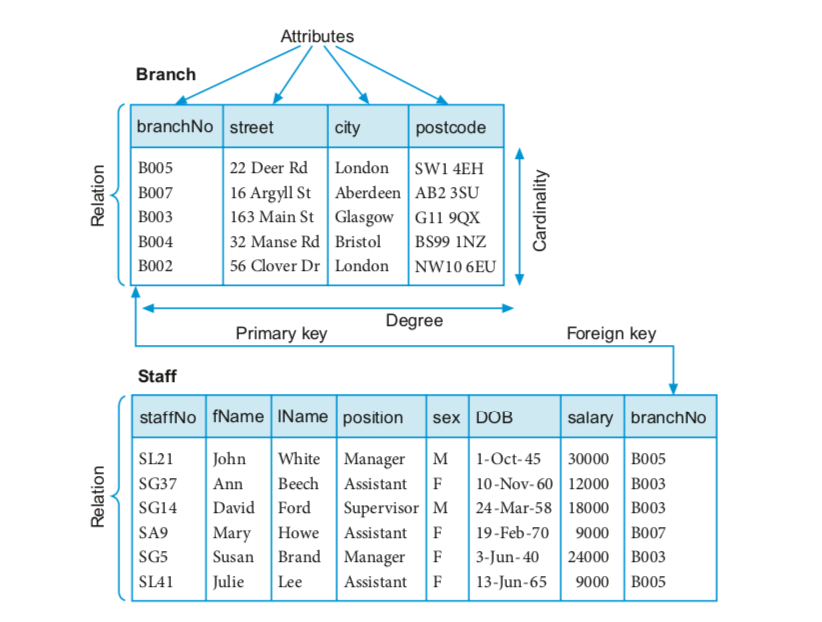 Attributes
Branch
branchNo street city postcode
B005 22 Deer Rd London SW1 4EH
B007 16 Argyll St Aberdeen AB2 3SU
B003 163 Main St Glasgow G11 9QX
B004 32 Manse Rd Bristol BS99 1NZ
B002 56 Clover Dr London NW10 6EU
Relation
Cardinality
Degree
Primary key
Foreign key
Staff
staffNo fName lName position sex DOB salary branchNo
SL21 John White Manager M 1-Oct-45 30000 B005
SG37 Ann Beech Assistant F 10-Nov-60 12000 B003
SG14 David Ford Supervisor M 24-Mar-58 18000 B003
SA9 Mary Howe Assistant F 19-Feb-70 9000 B007
SG5 Susan Brand Manager F 3-Jun-40 24000 B003
SL41 Julie Lee Assistant F 13-Jun-65 9000 B005
Relation